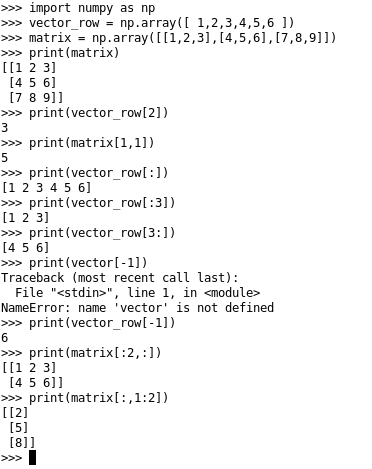 >>> import numpy as np
>>> vector_row = np.array([ 1,2,3,4,5,6 ])
>>> matrix = np.array([[1,2,3],[4,5,6],[7,8,9]])
>>> print(matrix)
[[1 2 3]
 [4 5 6]
 [7 8 9]]
>>> print(vector_row[2])
3
>>> print(matrix[1,1])
5
>>> print(vector_row[:])
[1 2 3 4 5 6]
>>> print(vector_row[:3])
[1 2 3]
>>> print(vector_row[3:])
[4 5 6]
>>> print(vector[-1])
Traceback (most recent call last):
  File "<stdin>", line 1, in <module>
NameError: name 'vector' is not defined
>>> print(vector_row[-1])
6
>>> print(matrix[:2,:])
[[1 2 3]
 [4 5 6]]
>>> print(matrix[:,1:2])
[[2]
 [5]
 [8]]
>>>